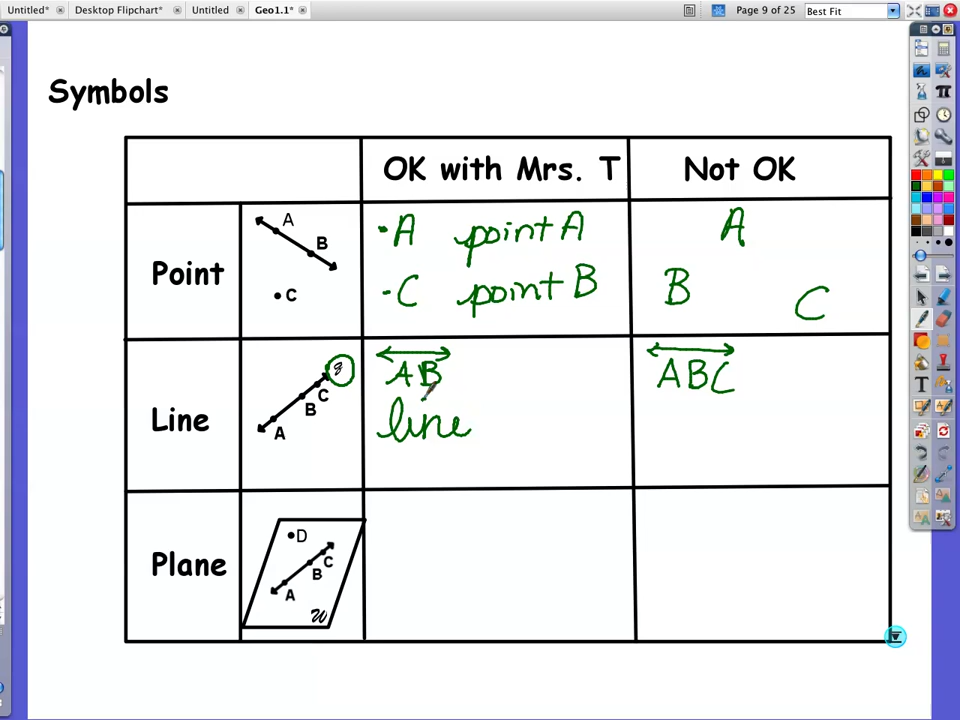 Untitled* Desktop Flipchart* Untitled Geo1.1* Page 9 of 25 Best Fit
Symbols
OK with Mrs. T Not OK
Point A B C ·A point A A
·C point B B C
Line A B C AB ABC
line
Plane D A B C W